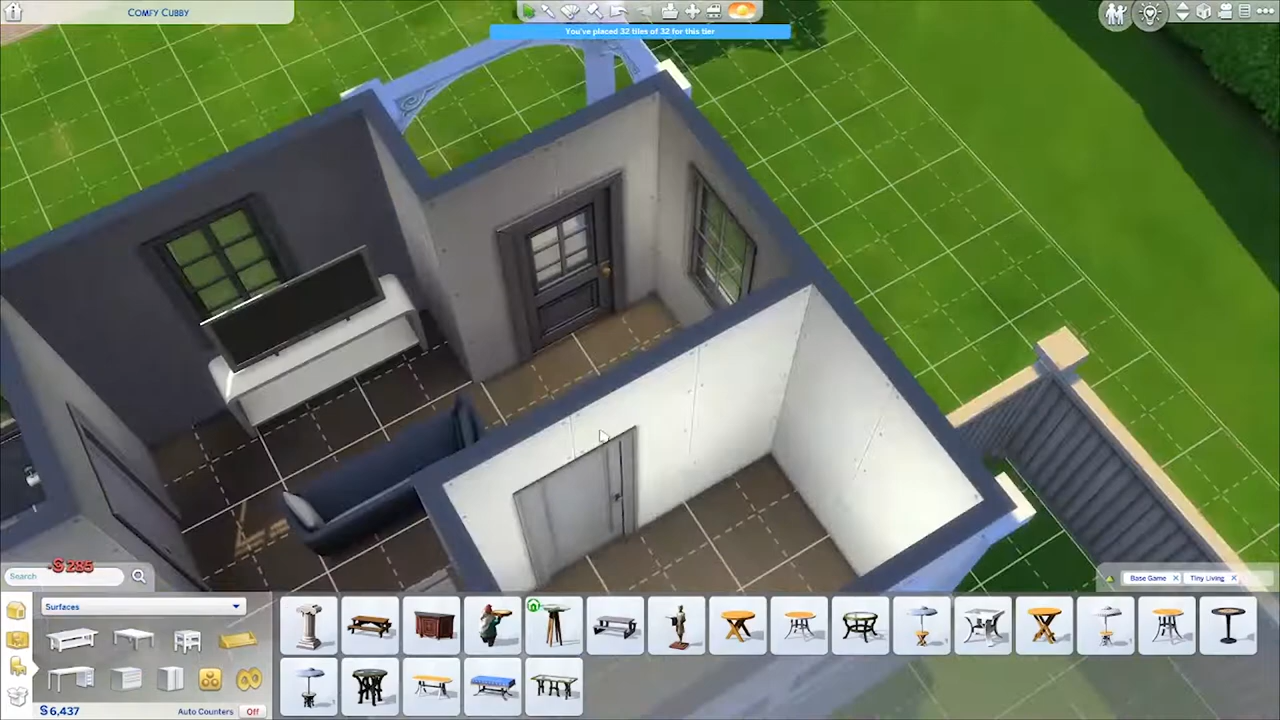 COMFY CUBBY
You've placed 32 tiles of 32 for this tier
-$285
Search
Base Game ×
Tiny Living ×
Surfaces
$6,437
Auto Counters Off